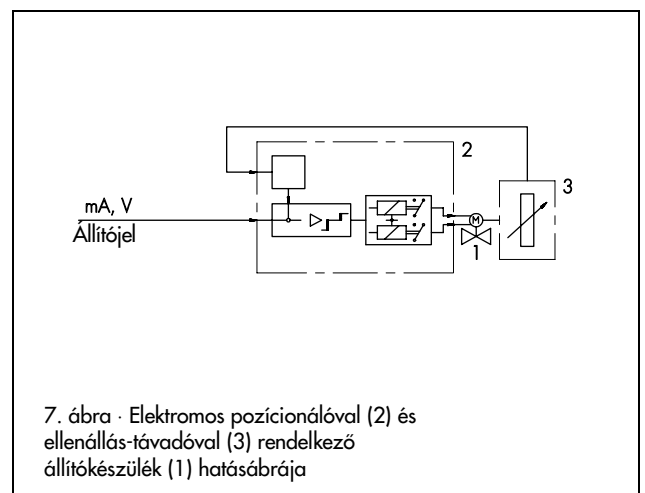 2
3
mA, V
Állítójel
M
1
7. ábra · Elektromos pozícionálóval (2) és
ellenállás-távadóval (3) rendelkező
állítókészülék (1) hatásábrája